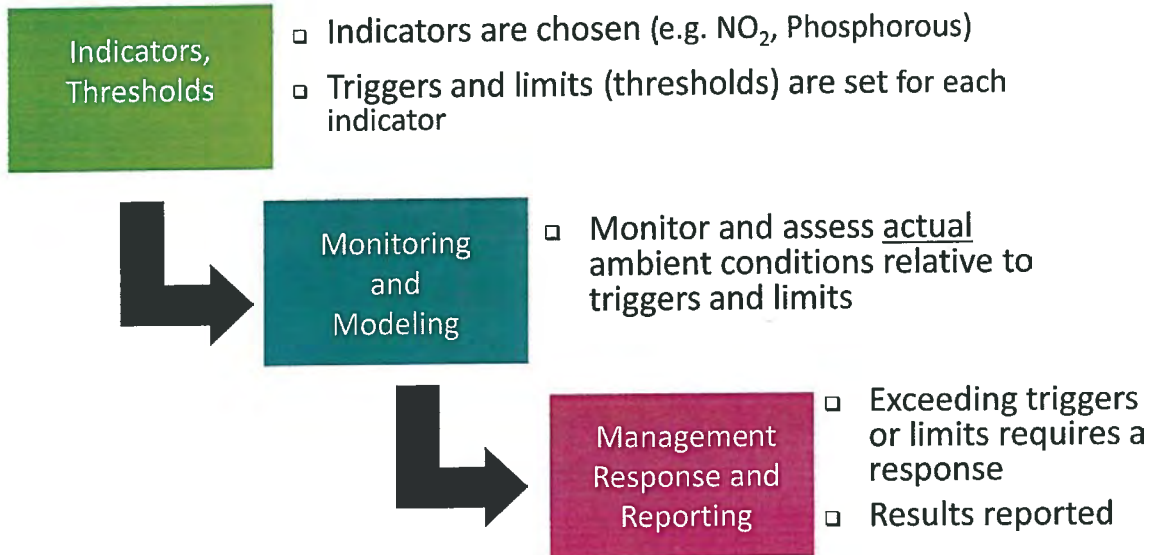 Indicators,
Thresholds
▫ Indicators are chosen (e.g. NO₂, Phosphorous)
▫ Triggers and limits (thresholds) are set for each
indicator
Monitoring
and
Modeling
▫ Monitor and assess actual
ambient conditions relative to
triggers and limits
Management
Response and
Reporting
▫ Exceeding triggers
or limits requires a
response
▫ Results reported